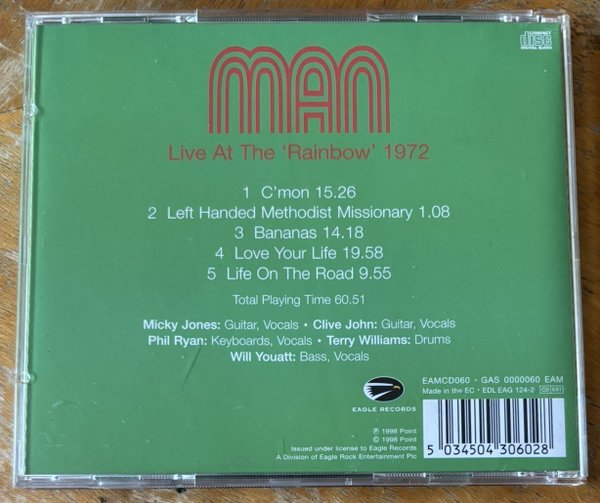 COMPACT
disc
DIGITAL AUDIO
man
Live At The 'Rainbow' 1972
1 C'mon 15.26
2 Left Handed Methodist Missionary 1.08
3 Bananas 14.18
4 Love Your Life 19.58
5 Life On The Road 9.55
Total Playing Time 60.51
Micky Jones: Guitar, Vocals • Clive John: Guitar, Vocals
Phil Ryan: Keyboards, Vocals • Terry Williams: Drums
Will Youatt: Bass, Vocals
EAGLE RECORDS
EAMCD060 • GAS 0000060 EAM
Made in the EC • EDL EAG 124-2
℗ 1998 Point
© 1998 Point
Issued under license to Eagle Records
A Division of Eagle Rock Entertainment Plc
5 034504 306028